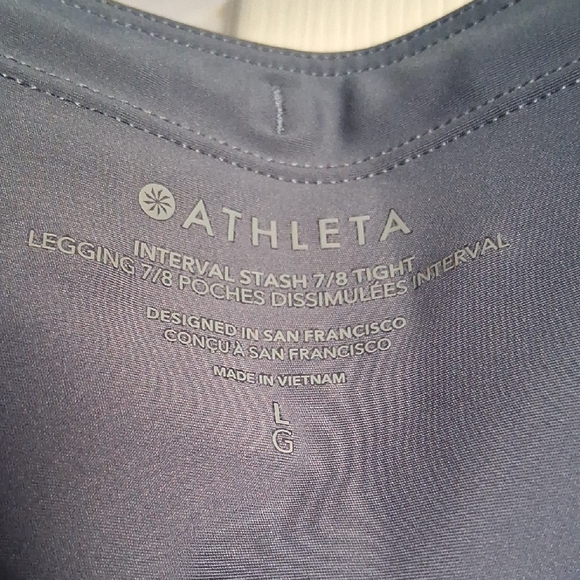 ATHLETA
INTERVAL STASH 7/8 TIGHT
LEGGING 7/8 POCHES DISSIMULÉES INTERVAL
DESIGNED IN SAN FRANCISCO
CONÇU À SAN FRANCISCO
MADE IN VIETNAM
L
G